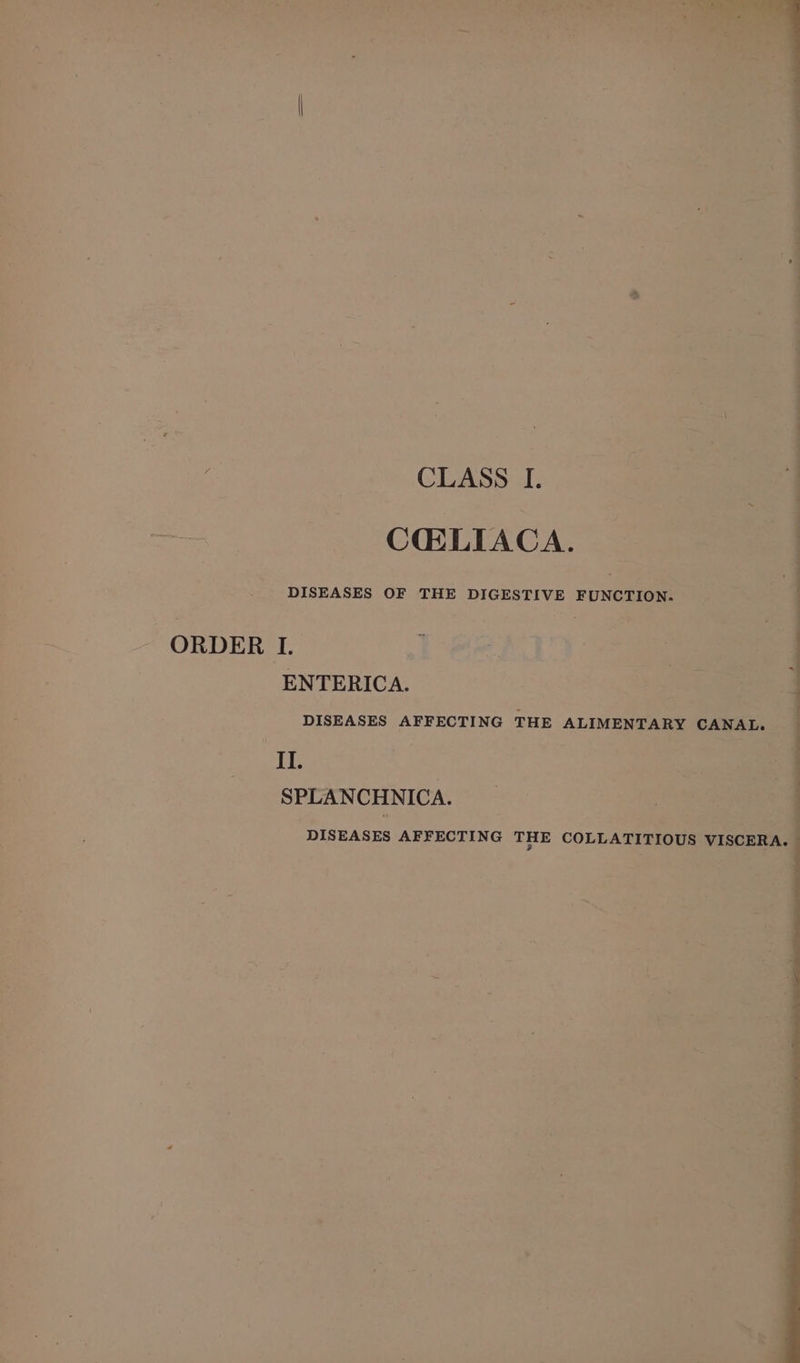 CLASS I.
CŒLIACA.
DISEASES OF THE DIGESTIVE FUNCTION.
ORDER I.
ENTERICA.
DISEASES AFFECTING THE ALIMENTARY CANAL.
II.
SPLANCHNICA.
DISEASES AFFECTING THE COLLATITIOUS VISCERA.